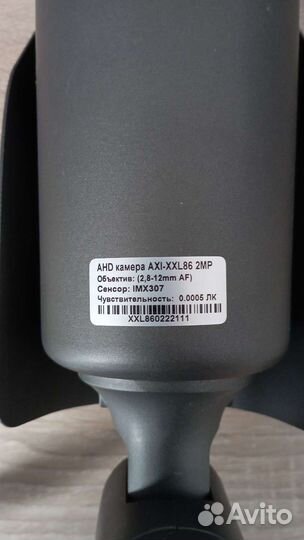 AHD камера AXI-XXL86 2MP
Объектив: (2,8-12mm AF)
Сенсор: IMX307
Чувствительность: 0.0005 ЛК
XXL860222111
Avito